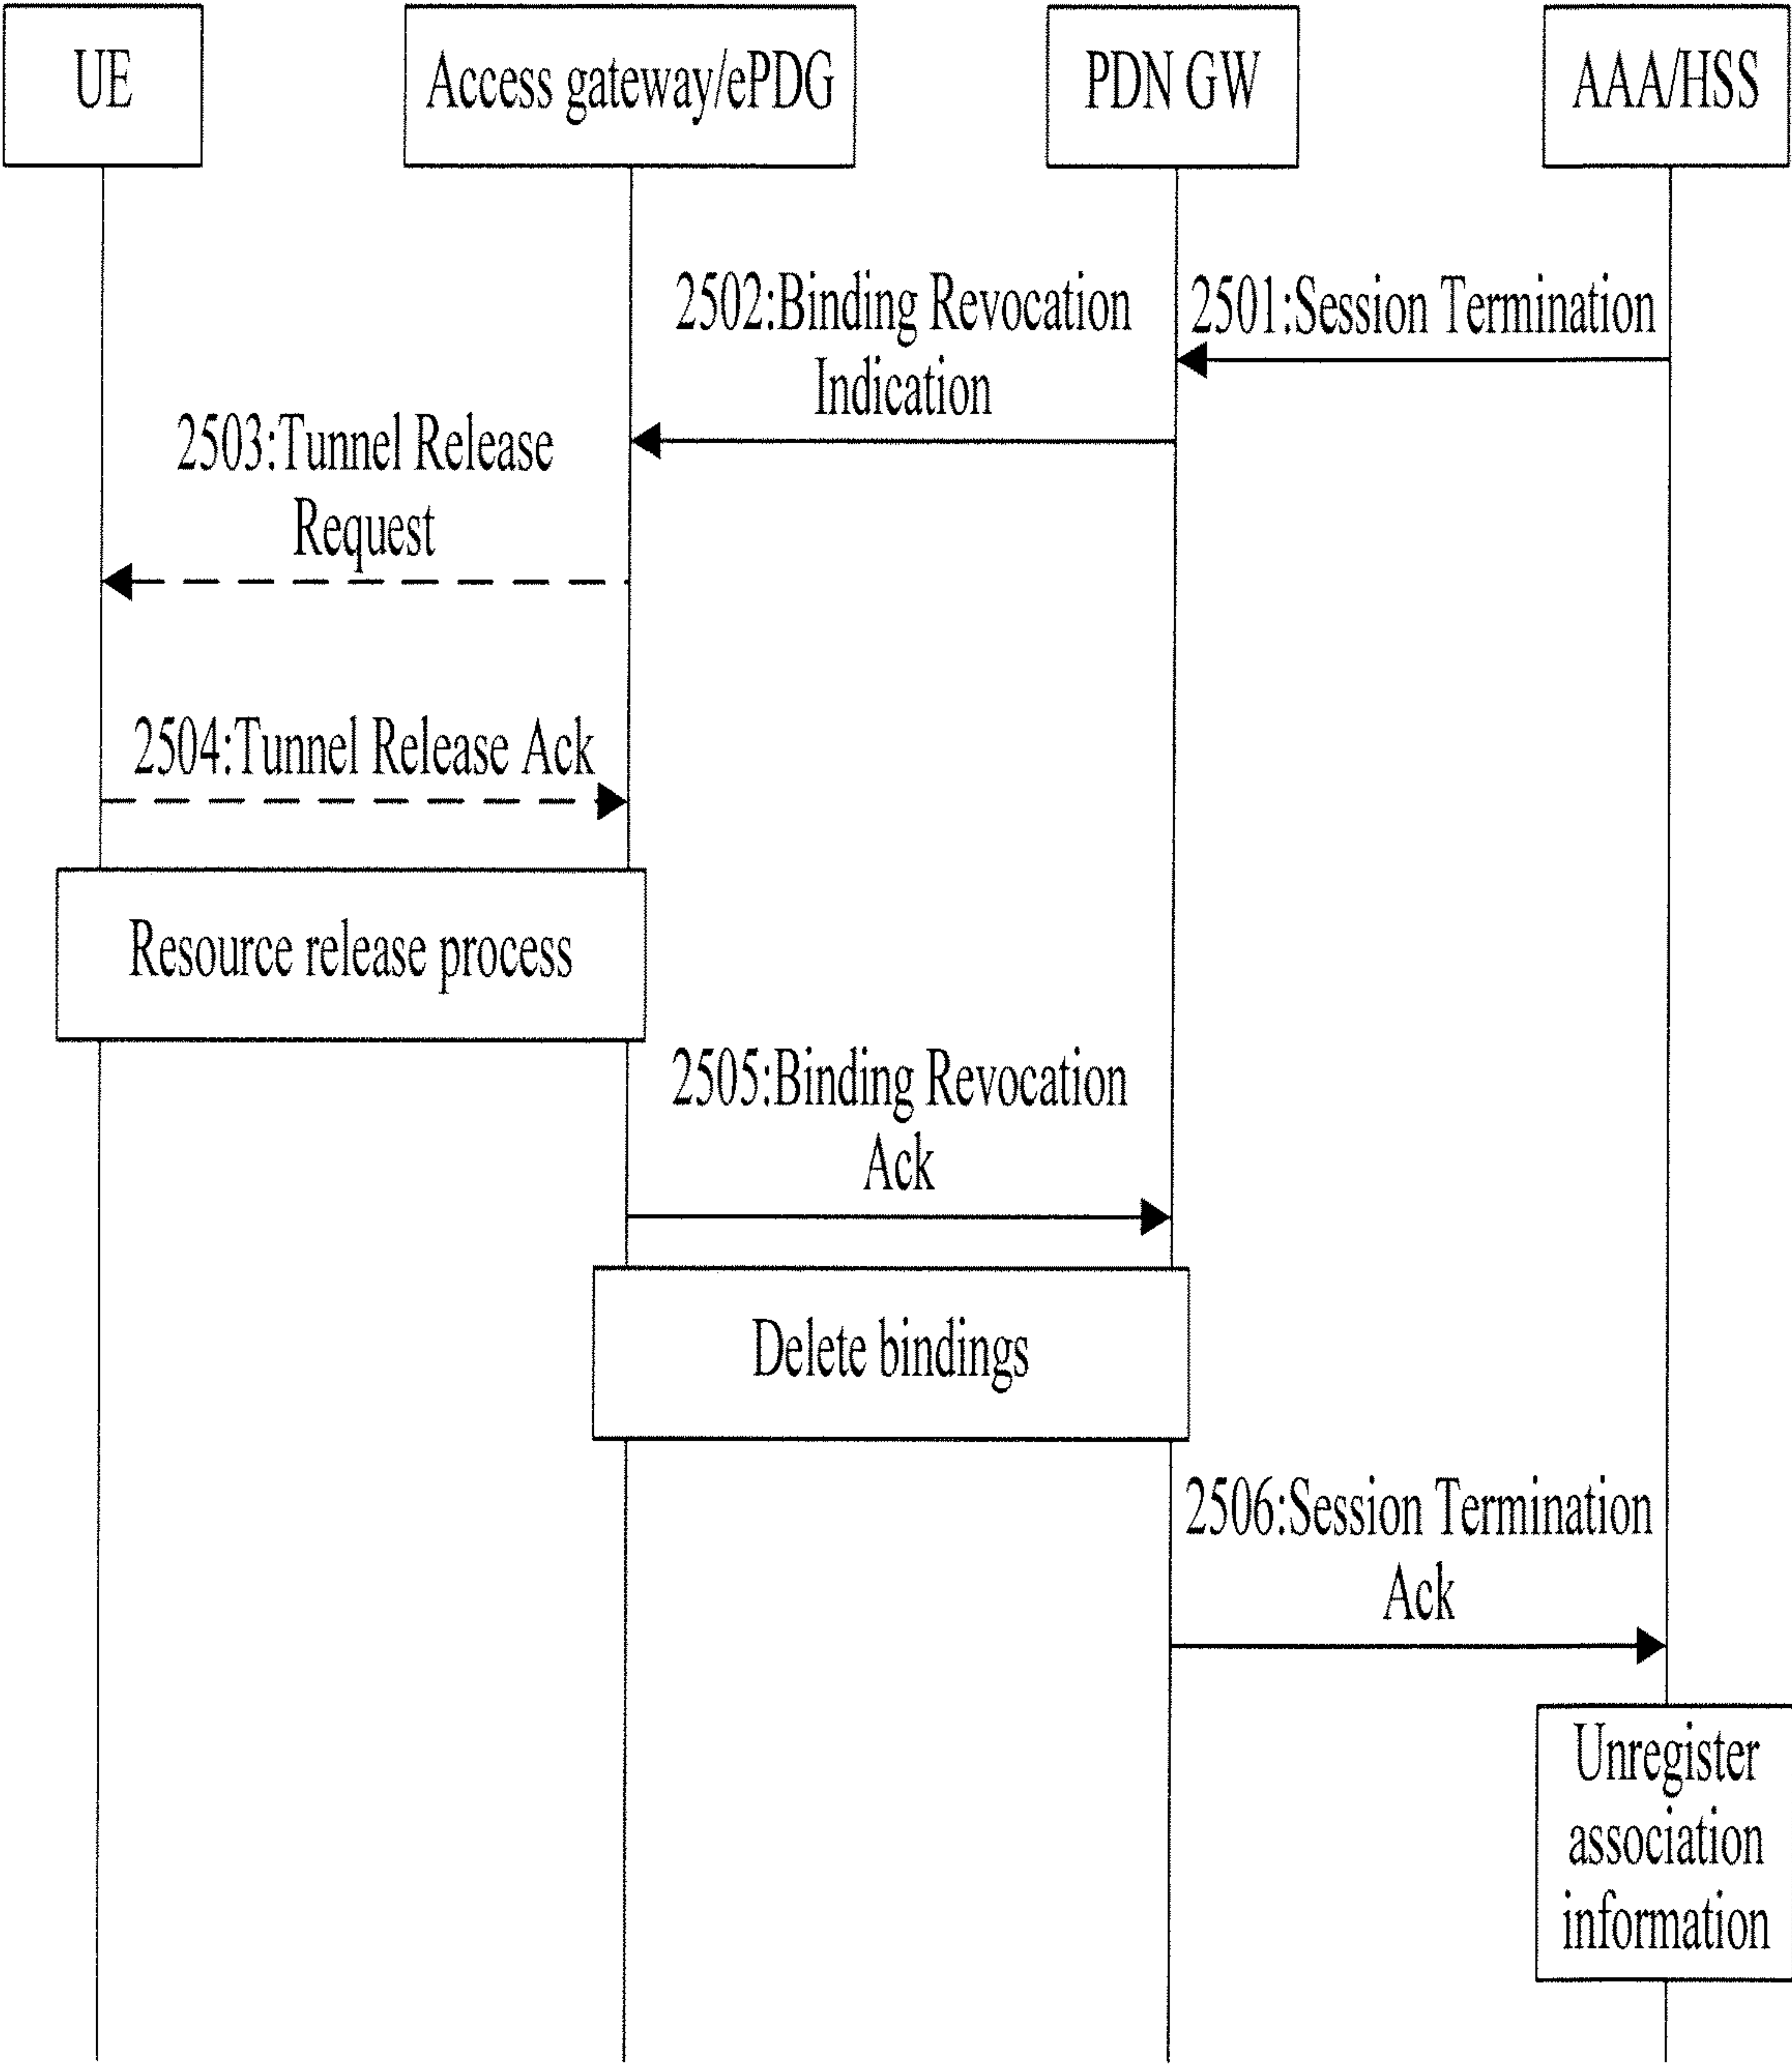 UE
Access gateway/ePDG
PDN GW
AAA/HSS
2501:Session Termination
2502:Binding Revocation
Indication
2503:Tunnel Release
Request
2504:Tunnel Release Ack
Resource release process
2505:Binding Revocation
Ack
Delete bindings
2506:Session Termination
Ack
Unregister
association
information